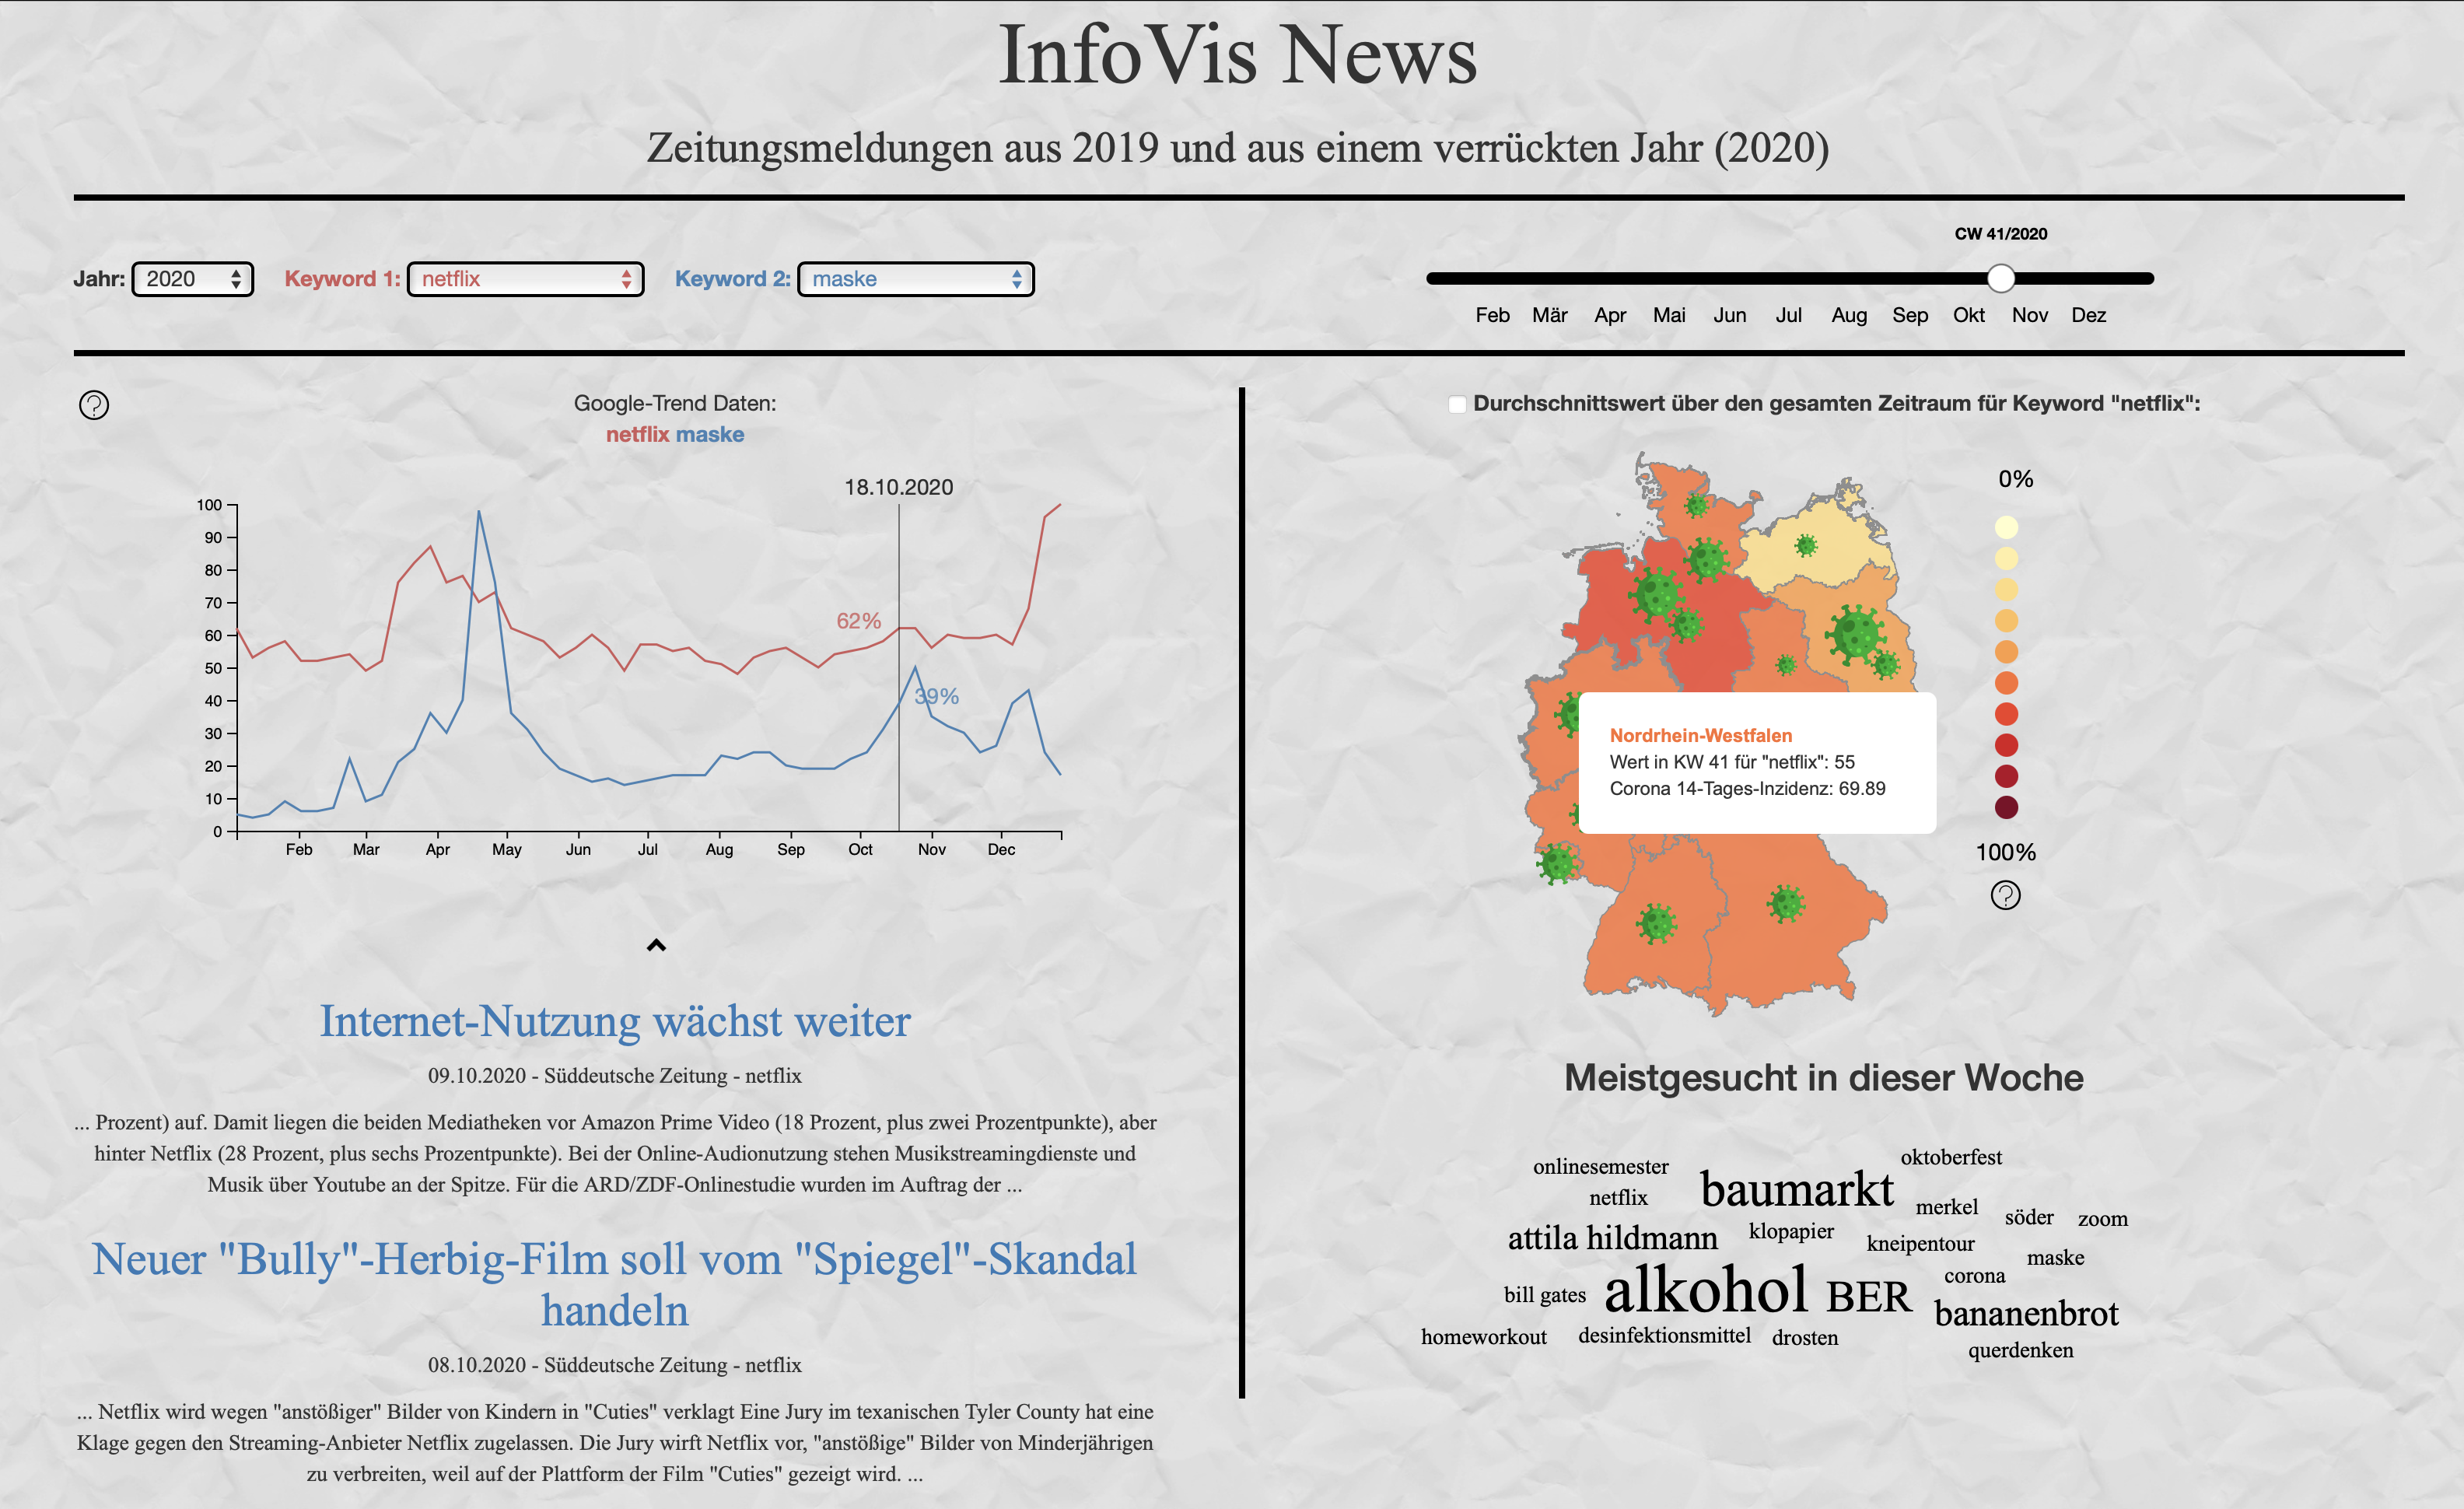 InfoVis News
Zeitungsmeldungen aus 2019 und aus einem verrückten Jahr (2020)
Jahr: 2020 Keyword 1: netflix Keyword 2: maske
CW 41/2020
Feb Mär Apr Mai Jun Jul Aug Sep Okt Nov Dez
?
Google-Trend Daten:
netflix maske
18.10.2020
100
90
80
70
60
50
40
30
20
10
0
62%
39%
Feb Mar Apr May Jun Jul Aug Sep Oct Nov Dec
Internet-Nutzung wächst weiter
09.10.2020 - Süddeutsche Zeitung - netflix
... Prozent) auf. Damit liegen die beiden Mediatheken vor Amazon Prime Video (18 Prozent, plus zwei Prozentpunkte), aber
hinter Netflix (28 Prozent, plus sechs Prozentpunkte). Bei der Online-Audionutzung stehen Musikstreamingdienste und
Musik über Youtube an der Spitze. Für die ARD/ZDF-Onlinestudie wurden im Auftrag der ...
Neuer "Bully"-Herbig-Film soll vom "Spiegel"-Skandal
handeln
08.10.2020 - Süddeutsche Zeitung - netflix
... Netflix wird wegen "anstößiger" Bilder von Kindern in "Cuties" verklagt Eine Jury im texanischen Tyler County hat eine
Klage gegen den Streaming-Anbieter Netflix zugelassen. Die Jury wirft Netflix vor, "anstößige" Bilder von Minderjährigen
zu verbreiten, weil auf der Plattform der Film "Cuties" gezeigt wird. ...
Durchschnittswert über den gesamten Zeitraum für Keyword "netflix":
0%
100%
?
Nordrhein-Westfalen
Wert in KW 41 für "netflix": 55
Corona 14-Tages-Inzidenz: 69.89
Meistgesucht in dieser Woche
oktoberfest
onlinesemester
baumarkt
netflix
merkel
söder
zoom
attila hildmann
klopapier
kneipentour
maske
corona
bill gates
alkohol
BER
bananenbrot
homeworkout
desinfektionsmittel
drosten
querdenken